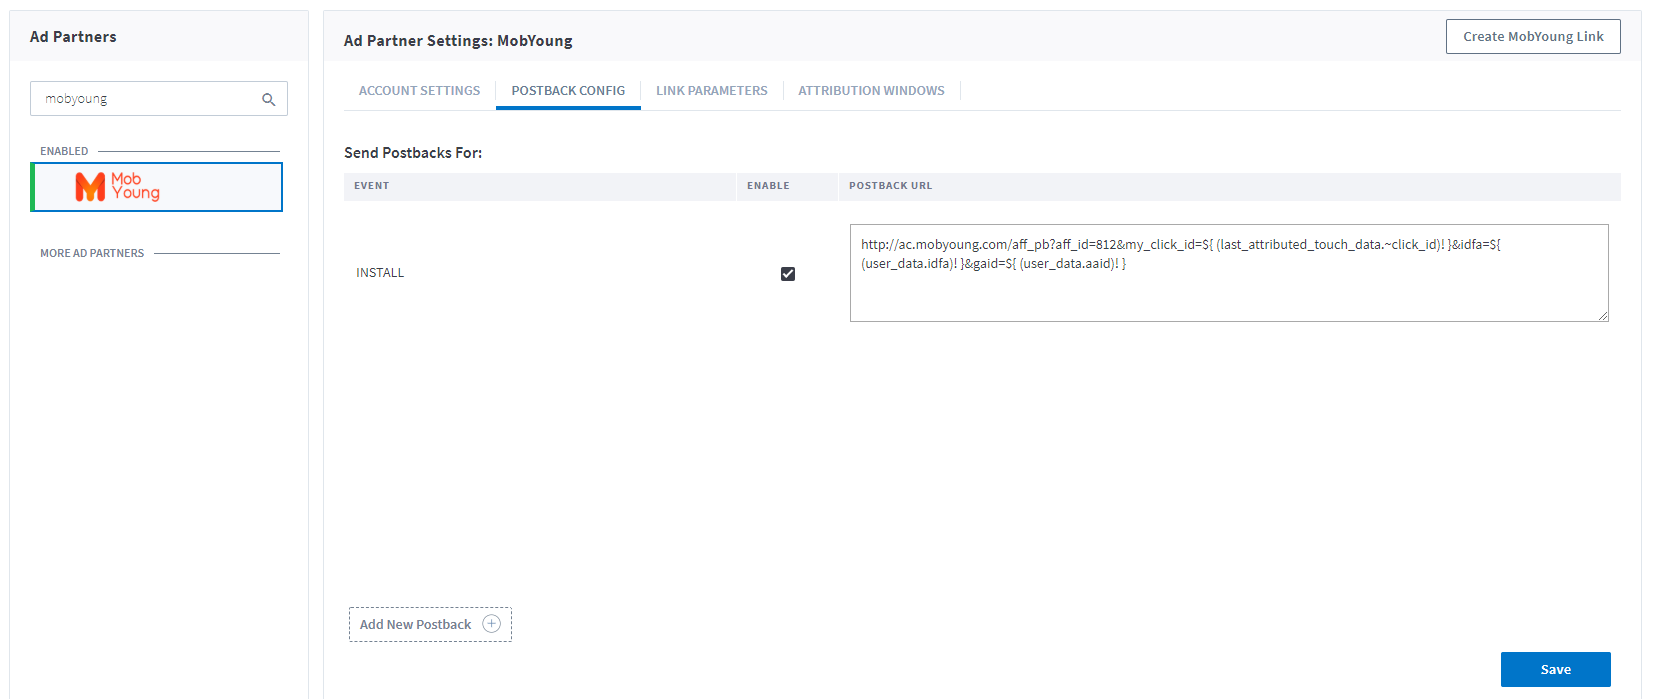 Ad Partners
mobyoung
ENABLED
Mob
Young
MORE AD PARTNERS
Ad Partner Settings: MobYoung
Create MobYoung Link
ACCOUNT SETTINGS
POSTBACK CONFIG
LINK PARAMETERS
ATTRIBUTION WINDOWS
Send Postbacks For:
EVENT
ENABLE
POSTBACK URL
INSTALL
http://ac.mobyoung.com/aff_pb?aff_id=812&my_click_id=${ (last_attributed_touch_data.~click_id)! }&idfa=${
(user_data.idfa)! }&gaid=${ (user_data.aaid)! }
Add New Postback
Save